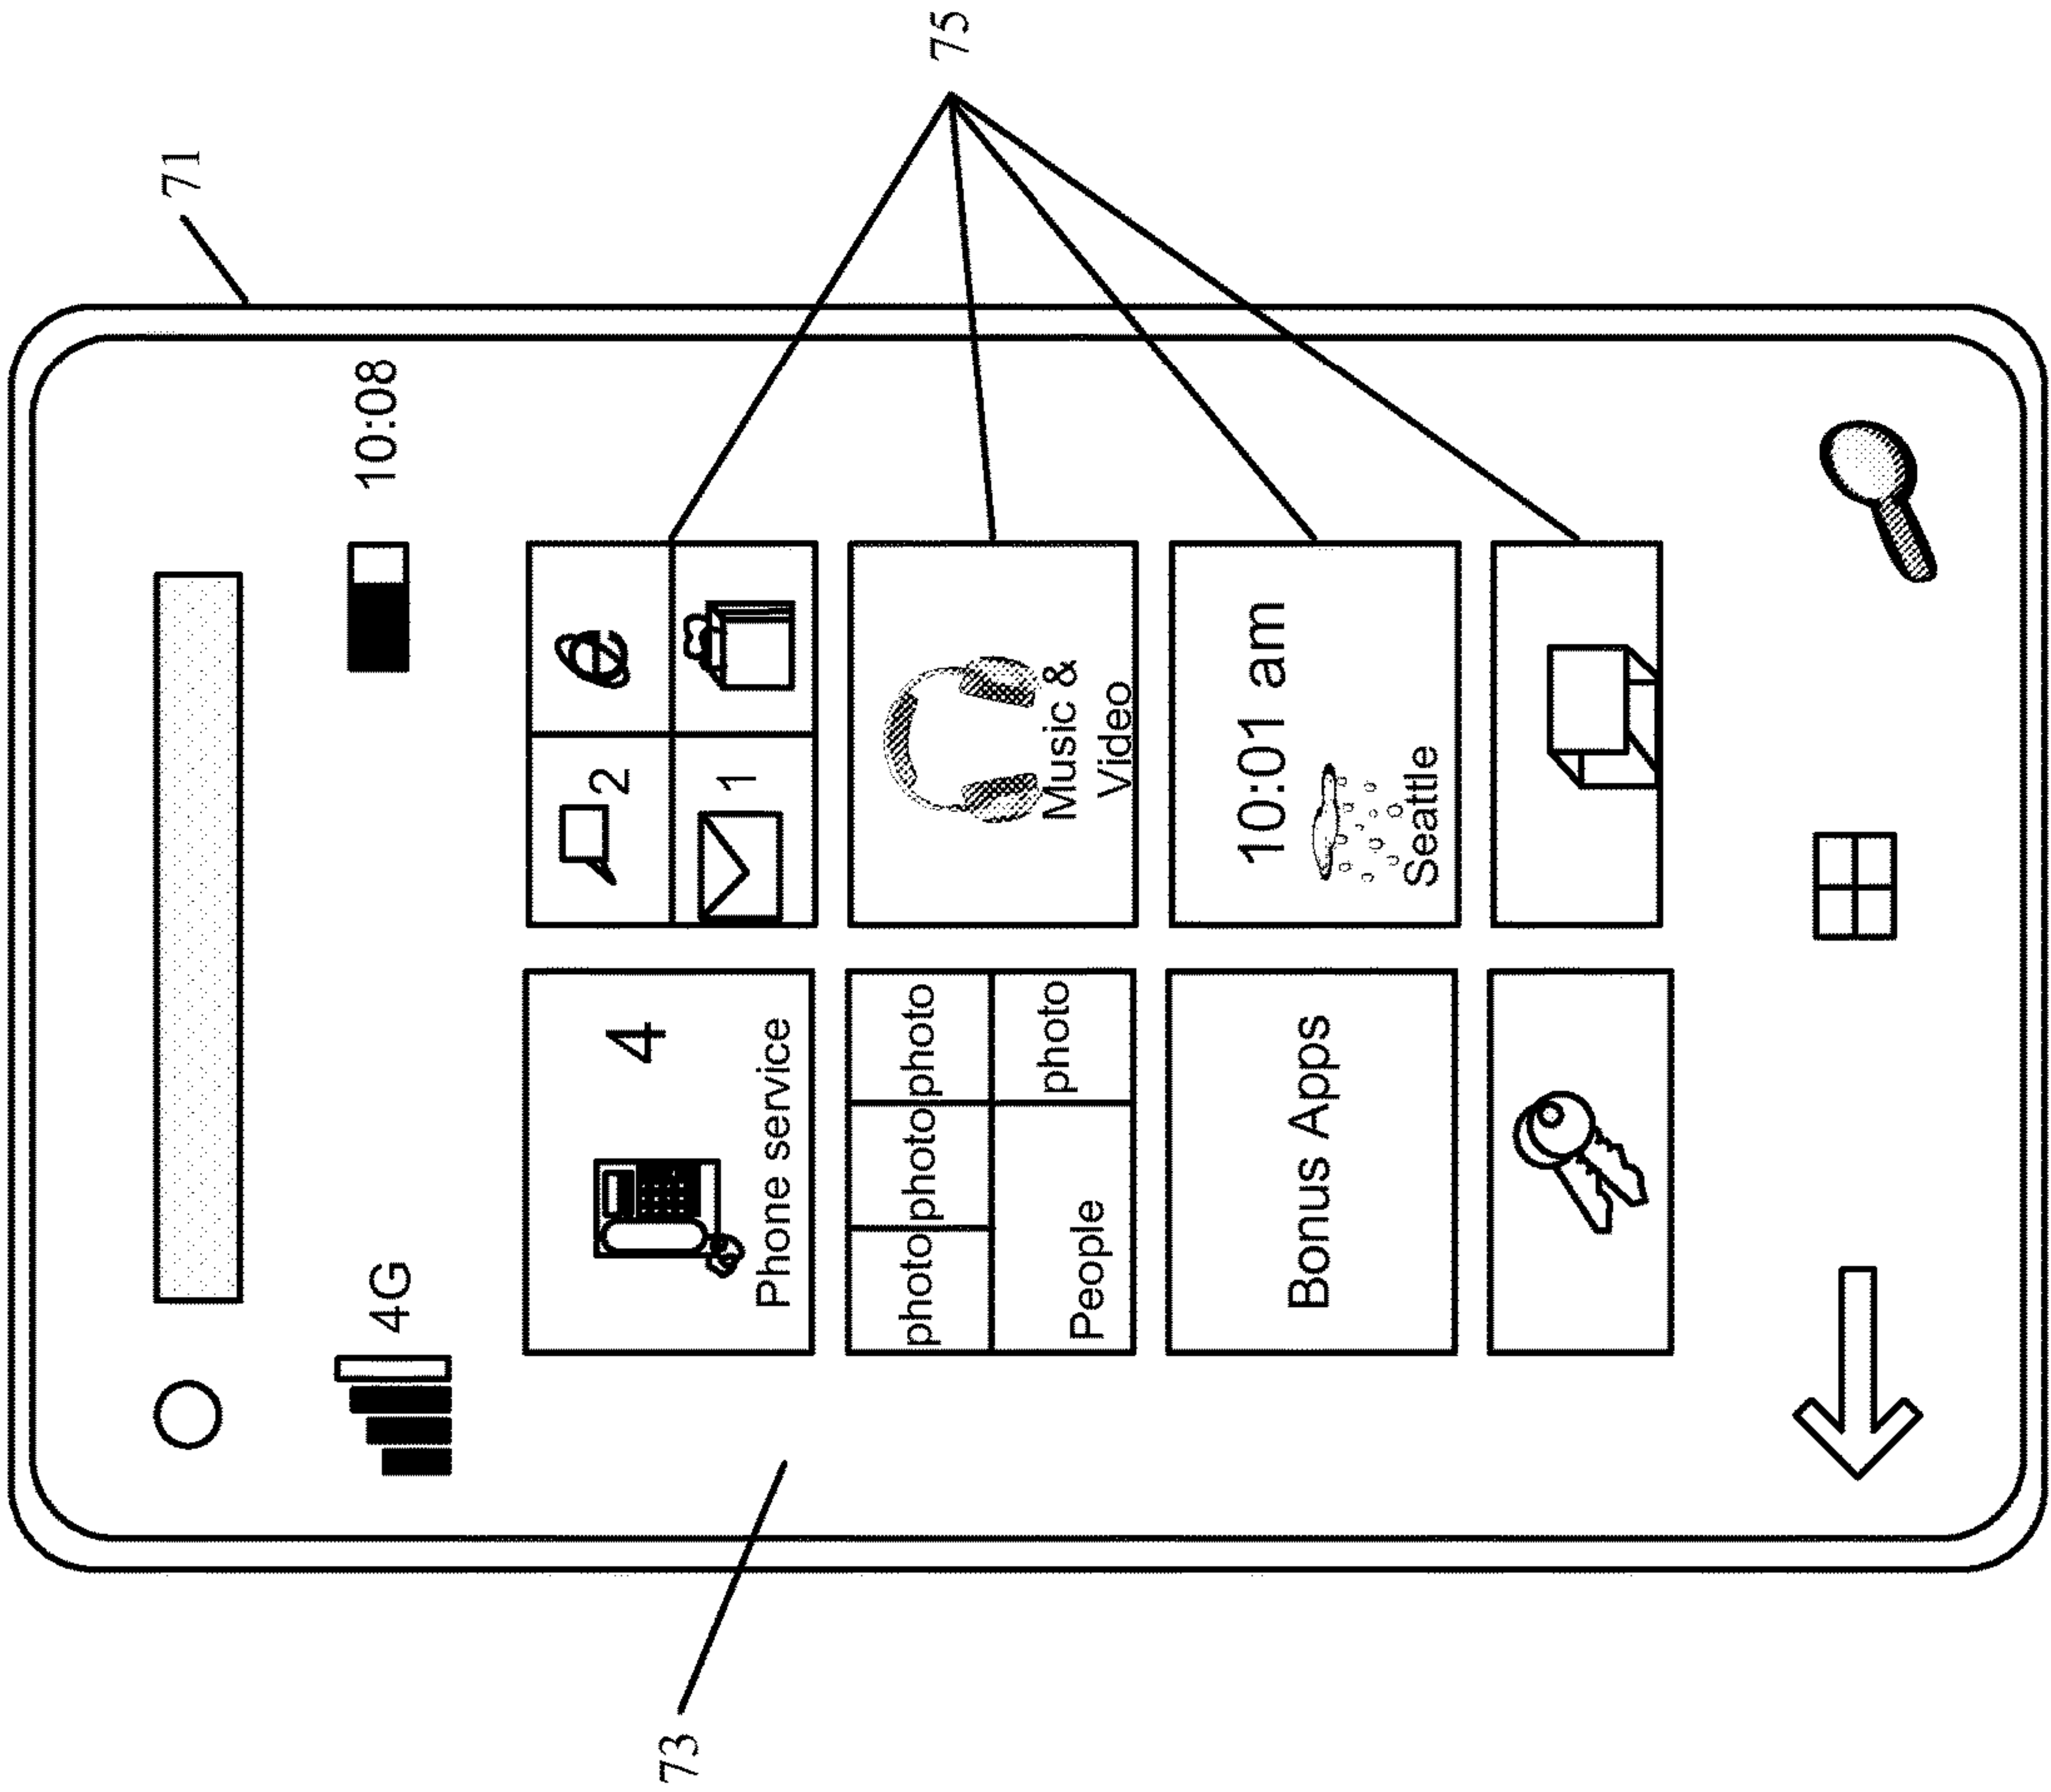 71
75
73
4G
10:08
4
Phone service
2
1
photo photo photo
photo
People
Music &
Video
Bonus Apps
10:01 am
Seattle